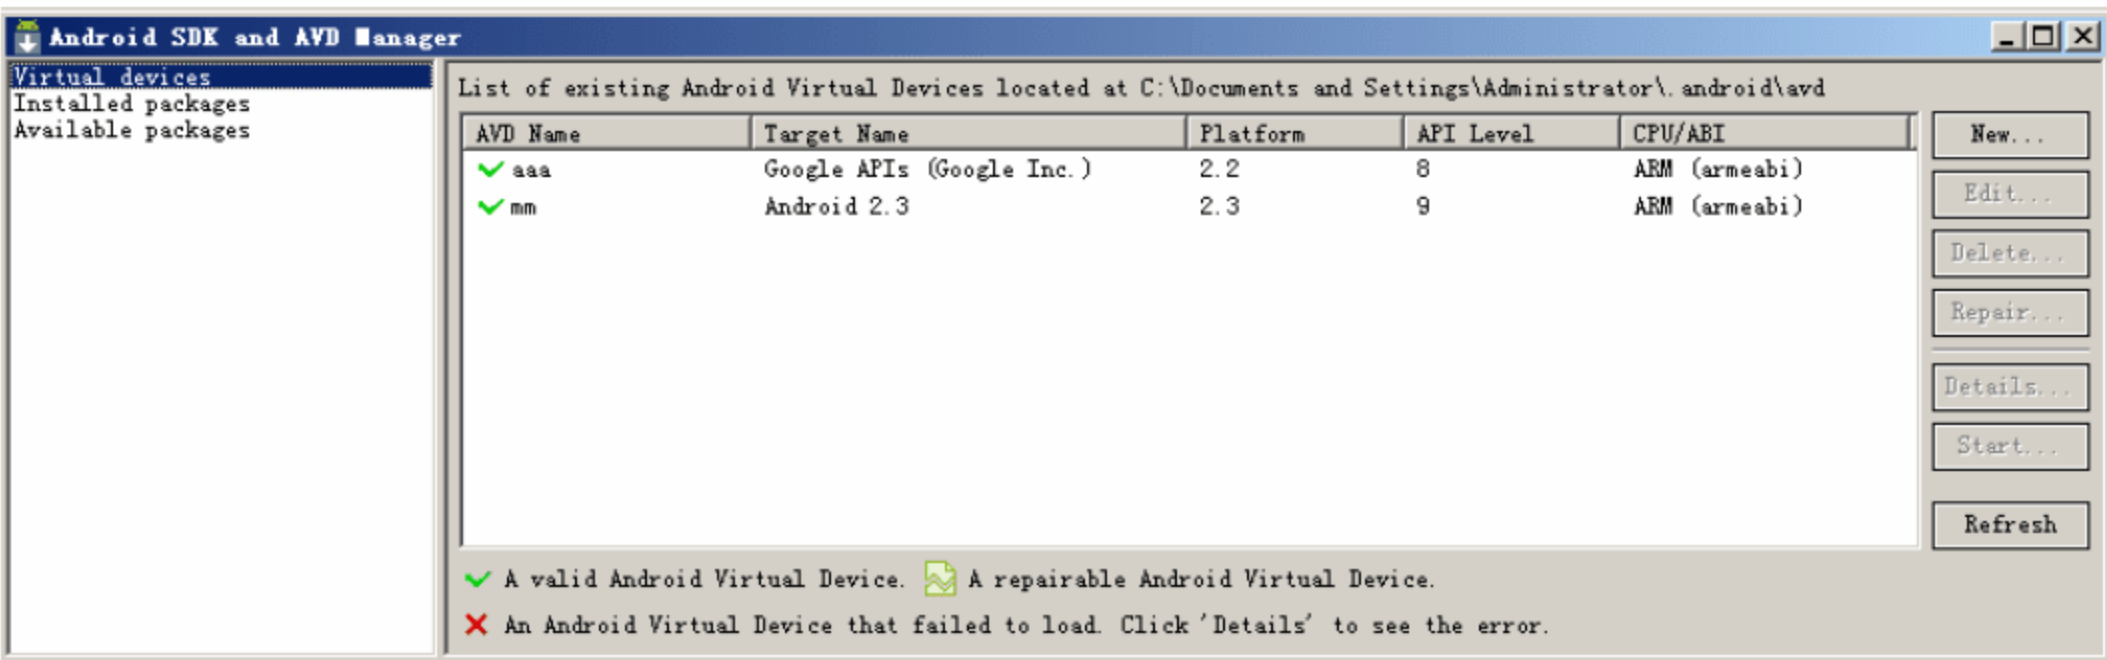 Android SDK and AVD Manager
Virtual devices
Installed packages
Available packages
List of existing Android Virtual Devices located at C:\Documents and Settings\Administrator\.android\avd
AVD Name Target Name Platform API Level CPU/ABI
aaa Google APIs (Google Inc.) 2.2 8 ARM (armeabi)
mm Android 2.3 2.3 9 ARM (armeabi)
New...
Edit...
Delete...
Repair...
Details...
Start...
Refresh
A valid Android Virtual Device. A repairable Android Virtual Device.
An Android Virtual Device that failed to load. Click 'Details' to see the error.